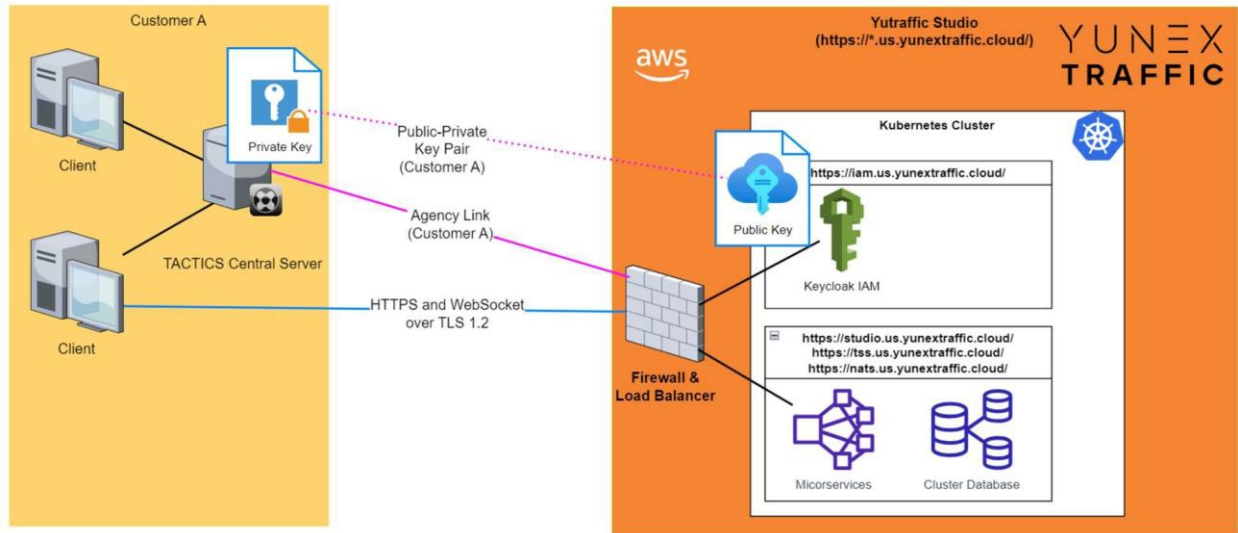 Customer A
Client
Private Key
TACTICS Central Server
Client
Public-Private
Key Pair
(Customer A)
Agency Link
(Customer A)
HTTPS and WebSocket
over TLS 1.2
Yutraffic Studio
(https://*.us.yunextraffic.cloud/)
aws
YUNEX
TRAFFIC
Kubernetes Cluster
https://iam.us.yunextraffic.cloud/
Public Key
Keycloak IAM
Firewall &
Load Balancer
https://studio.us.yunextraffic.cloud/
https://tss.us.yunextraffic.cloud/
https://nats.us.yunextraffic.cloud/
Micorservices
Cluster Database